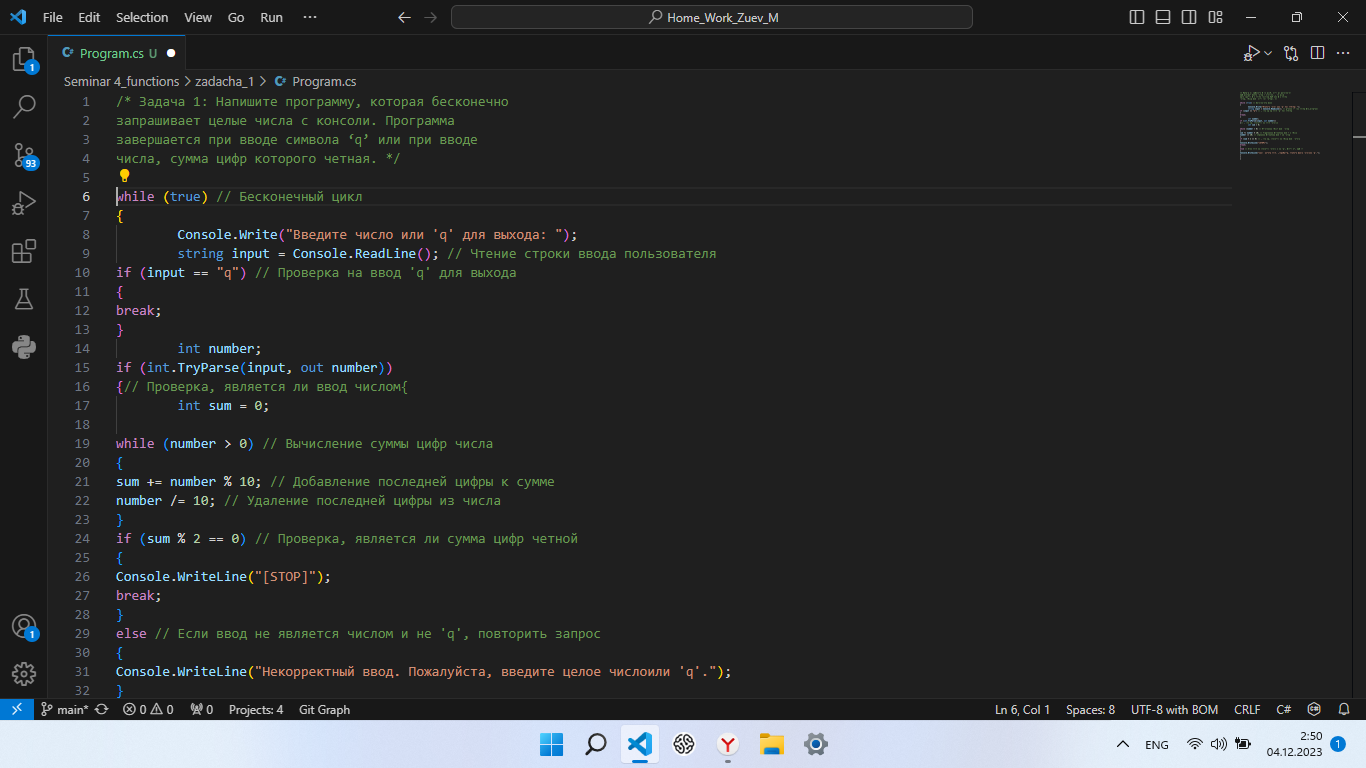 File Edit Selection View Go Run ··· Home_Work_Zuev_M
Program.cs U
Seminar 4_functions > zadacha_1 > Program.cs
1 /* Задача 1: Напишите программу, которая бесконечно
2 запрашивает целые числа с консоли. Программа
3 завершается при вводе символа ‘q’ или при вводе
4 числа, сумма цифр которого четная. */
5
6 while (true) // Бесконечный цикл
7 {
8 Console.Write("Введите число или 'q' для выхода: ");
9 string input = Console.ReadLine(); // Чтение строки ввода пользователя
10 if (input == "q") // Проверка на ввод 'q' для выхода
11 {
12 break;
13 }
14 int number;
15 if (int.TryParse(input, out number))
16 {// Проверка, является ли ввод числом{
17 int sum = 0;
18
19 while (number > 0) // Вычисление суммы цифр числа
20 {
21 sum += number % 10; // Добавление последней цифры к сумме
22 number /= 10; // Удаление последней цифры из числа
23 }
24 if (sum % 2 == 0) // Проверка, является ли сумма цифр четной
25 {
26 Console.WriteLine("[STOP]");
27 break;
28 }
29 else // Если ввод не является числом и не 'q', повторить запрос
30 {
31 Console.WriteLine("Некорректный ввод. Пожалуйста, введите целое числоили 'q'.");
32 }
1
93
1
main* 0 0 0 Projects: 4 Git Graph Ln 6, Col 1 Spaces: 8 UTF-8 with BOM CRLF C#
ENG 2:50
04.12.2023 1